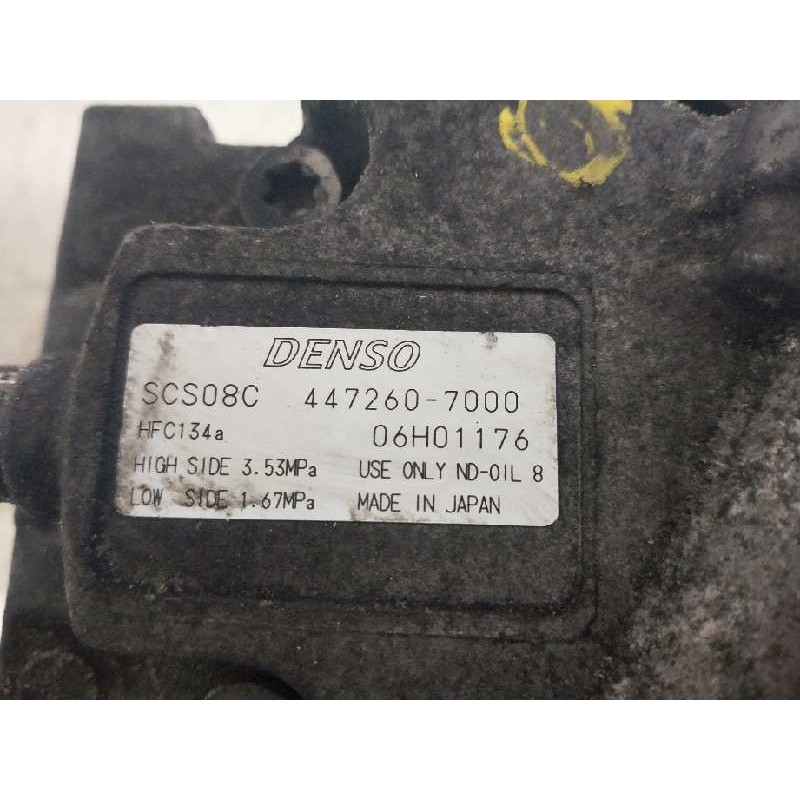 DENSO
SCS08C 447260-7000
HFC134a 06H01176
HIGH SIDE 3.53MPa USE ONLY ND-OIL 8
LOW SIDE 1.67MPa MADE IN JAPAN